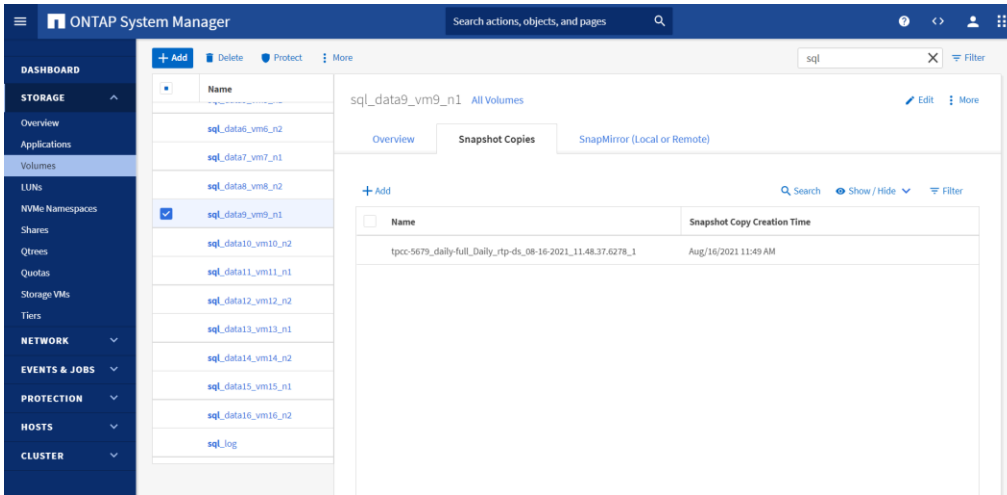 ONTAP System Manager
Search actions, objects, and pages
DASHBOARD
STORAGE
Overview
Applications
Volumes
LUNs
NVMe Namespaces
Shares
Qtrees
Quotas
Storage VMs
Tiers
NETWORK
EVENTS & JOBS
PROTECTION
HOSTS
CLUSTER
+ Add Delete Protect More
sql
Filter
Name
sql_data6_vm6_n2
sql_data7_vm7_n1
sql_data8_vm8_n2
sql_data9_vm9_n1
sql_data10_vm10_n2
sql_data11_vm11_n1
sql_data12_vm12_n2
sql_data13_vm13_n1
sql_data14_vm14_n2
sql_data15_vm15_n1
sql_data16_vm16_n2
sql_log
sql_data9_vm9_n1 All Volumes
Edit More
Overview Snapshot Copies SnapMirror (Local or Remote)
+ Add
Search Show / Hide Filter
Name Snapshot Copy Creation Time
tpcc-5679_daily-full_Daily_rtp-ds_08-16-2021_11.48.37.6278_1 Aug/16/2021 11:49 AM